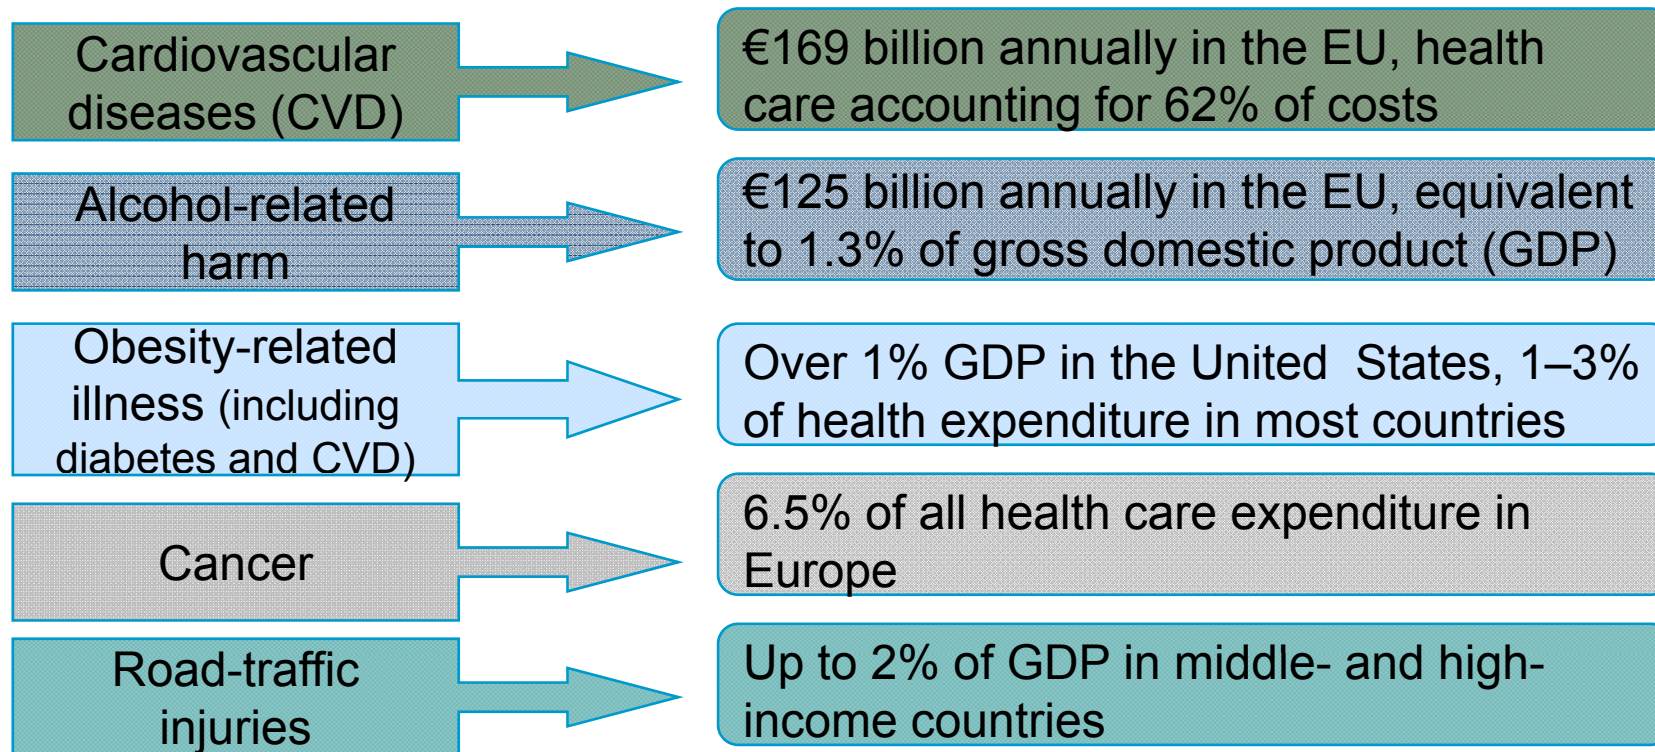 Cardiovascular
diseases (CVD)
€169 billion annually in the EU, health
care accounting for 62% of costs
Alcohol-related
harm
€125 billion annually in the EU, equivalent
to 1.3% of gross domestic product (GDP)
Obesity-related
illness (including
diabetes and CVD)
Over 1% GDP in the United States, 1–3%
of health expenditure in most countries
Cancer
6.5% of all health care expenditure in
Europe
Road-traffic
injuries
Up to 2% of GDP in middle- and high-
income countries